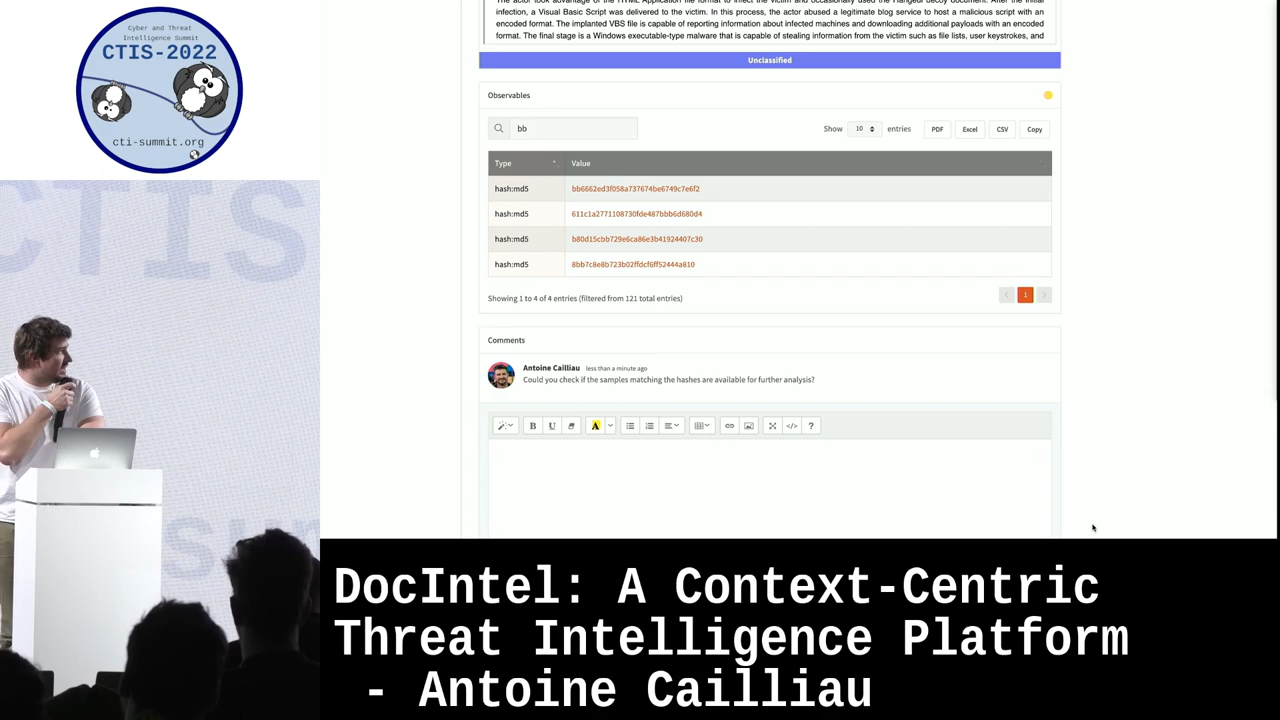 Cyber and Threat
Intelligence Summit
CTIS-2022
cti-summit.org
CTIS
The actor took advantage of the HTML Application file format to infect the victim and occasionally used the Hangeul decoy document. After the initial
infection, a Visual Basic Script was delivered to the victim. In this process, the actor abused a legitimate blog service to host a malicious script with an
encoded format. The implanted VBS file is capable of reporting information about infected machines and downloading additional payloads with an encoded
format. The final stage is a Windows executable-type malware that is capable of stealing information from the victim such as file lists, user keystrokes, and
Unclassified
Observables
bb
Show 10 entries PDF Excel CSV Copy
Type Value
hash:md5 bb6662ed3f058a737674be6749c7e6f2
hash:md5 611c1a2771108730fde487bbb6d680d4
hash:md5 b80d15cbb729e6ca86e3b41924407c30
hash:md5 8bb7c8e8b723b02ffdcf6ff52444a810
Showing 1 to 4 of 4 entries (filtered from 121 total entries)
1
Comments
Antoine Cailliau less than a minute ago
Could you check if the samples matching the hashes are available for further analysis?
B U A ?
DocIntel: A Context-Centric
Threat Intelligence Platform
- Antoine Cailliau